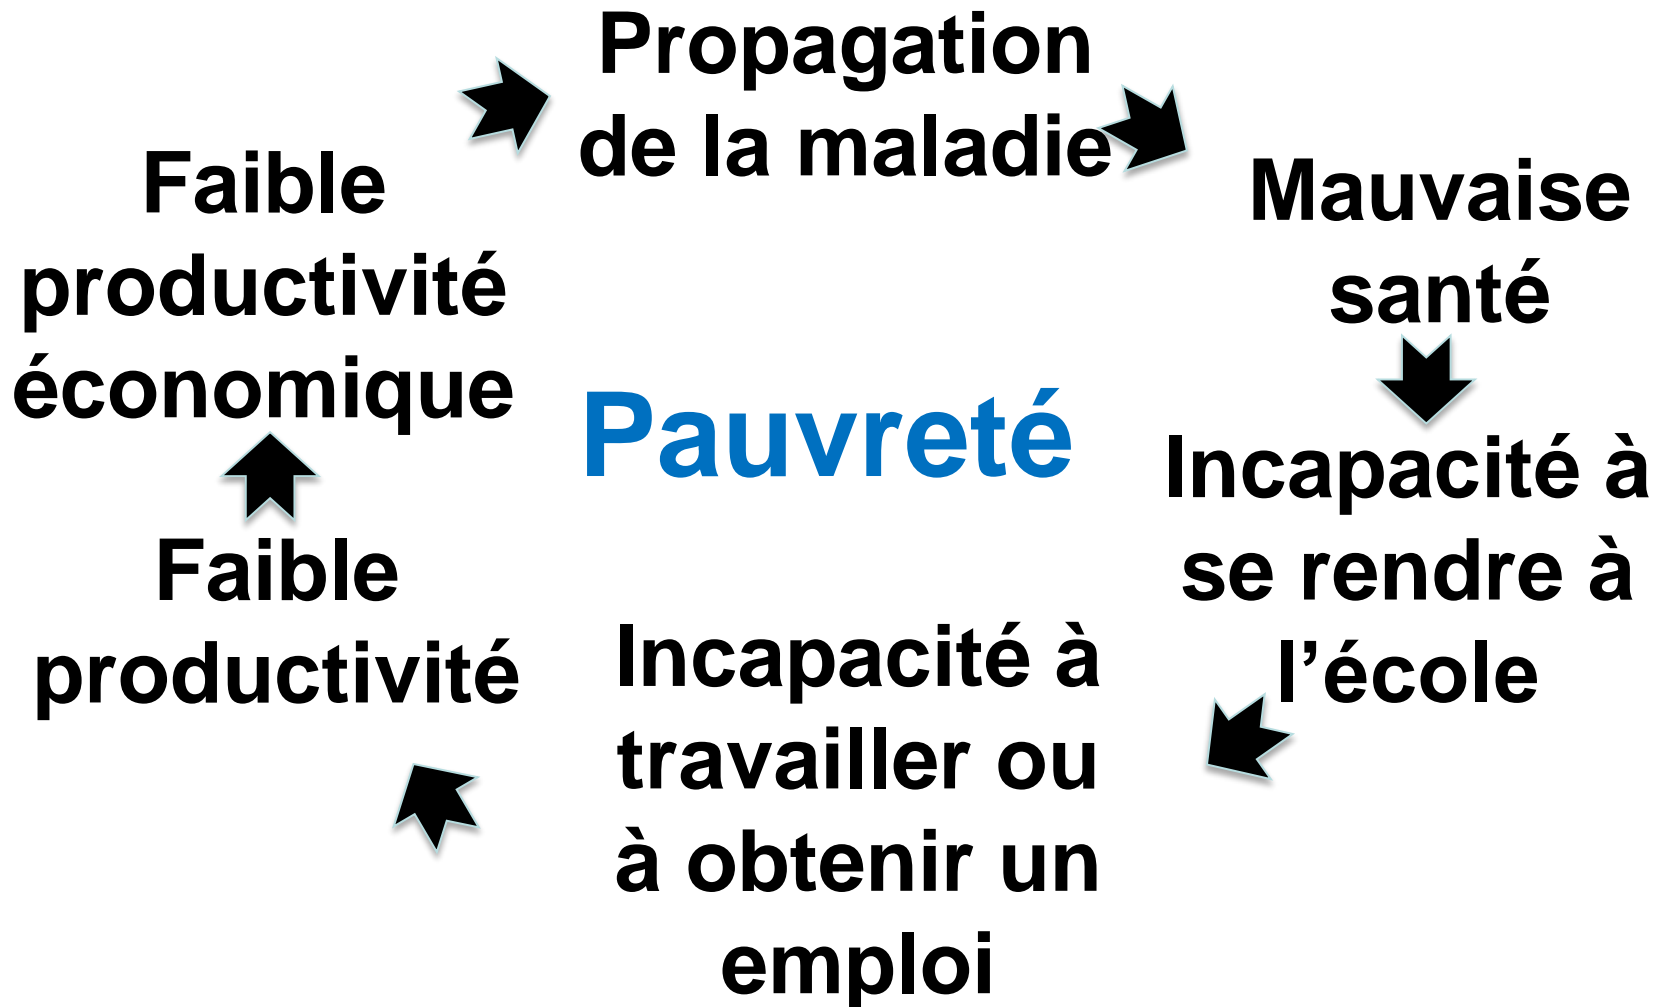 Propagation
de la maladie
Mauvaise
santé
Incapacité à
se rendre à
l’école
Incapacité à
travailler ou
à obtenir un
emploi
Faible
productivité
Faible
productivité
économique
Pauvreté